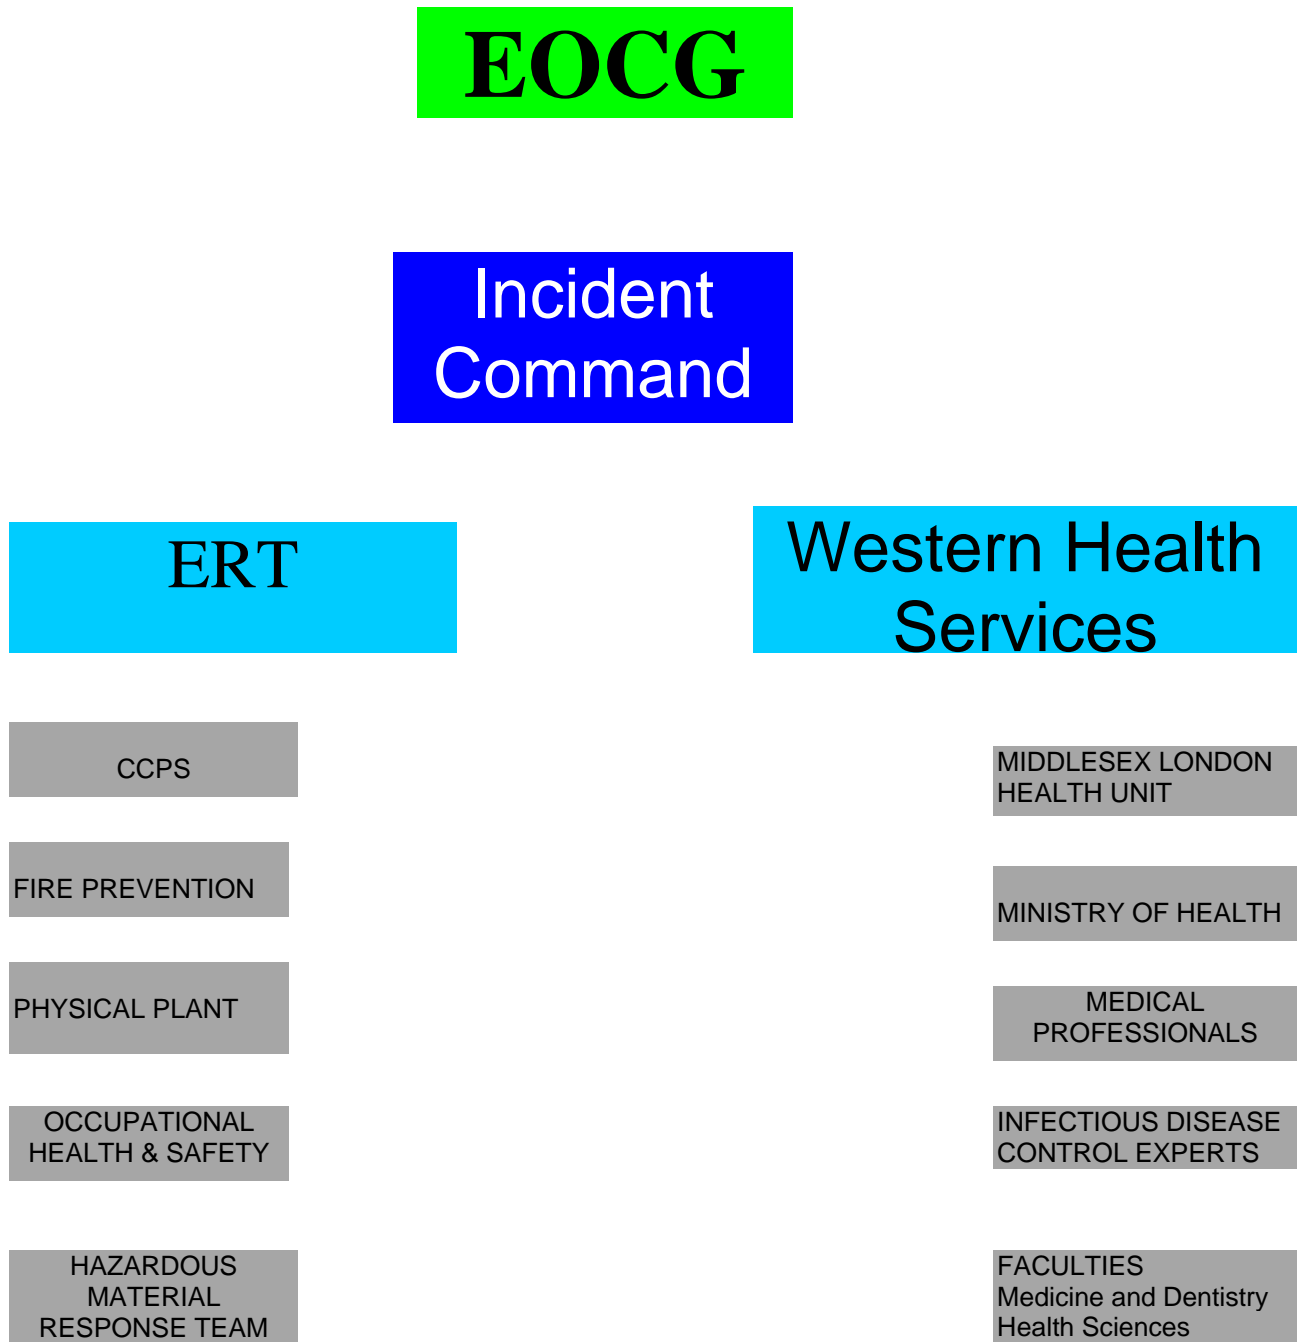 EOCG
Incident
Command
ERT
Western Health
Services
CCPS
FIRE PREVENTION
PHYSICAL PLANT
OCCUPATIONAL
HEALTH & SAFETY
HAZARDOUS
MATERIAL
RESPONSE TEAM
MIDDLESEX LONDON
HEALTH UNIT
MINISTRY OF HEALTH
MEDICAL
PROFESSIONALS
INFECTIOUS DISEASE
CONTROL EXPERTS
FACULTIES
Medicine and Dentistry
Health Sciences